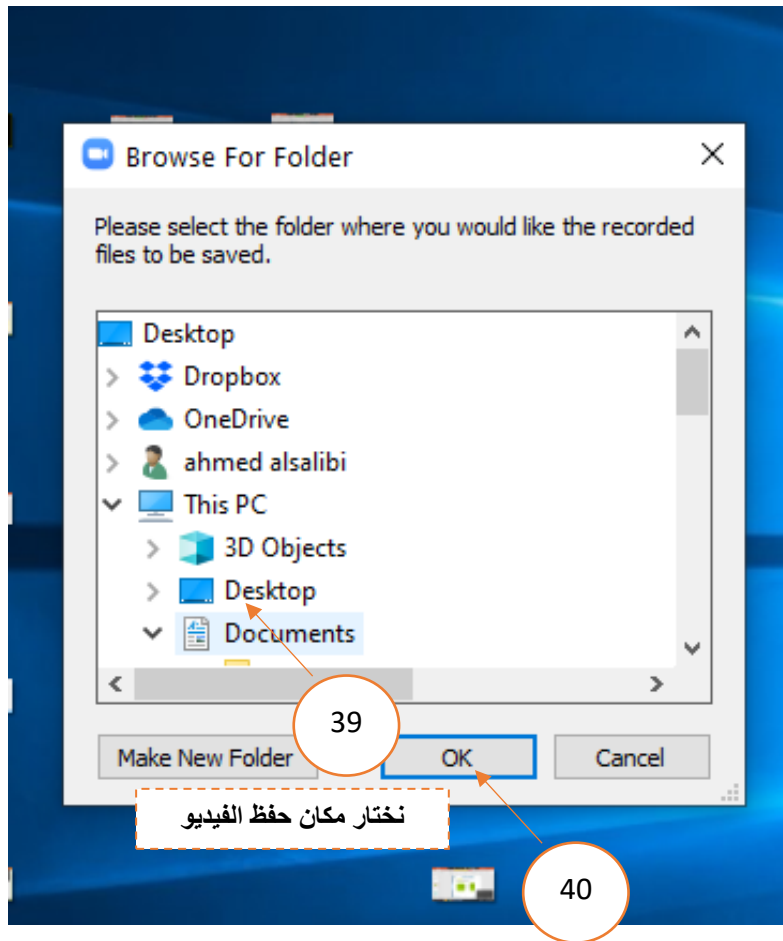 Browse For Folder
Please select the folder where you would like the recorded
files to be saved.
Desktop
Dropbox
OneDrive
ahmed alsalibi
This PC
3D Objects
Desktop
Documents
39
Make New Folder
OK
Cancel
نختار مكان حفظ الفيديو
40